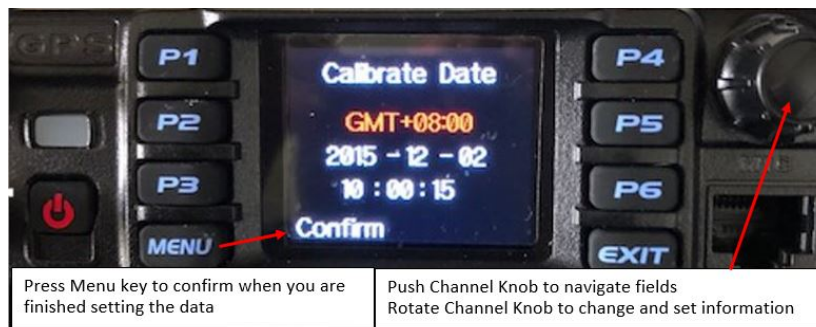 GPS
P1
P2
P3
MENU
Calibrate Date
GMT+08:00
2015 - 12 - 02
10 : 00 : 15
Confirm
P4
P5
P6
EXIT
MIC
Press Menu key to confirm when you are
finished setting the data
Push Channel Knob to navigate fields
Rotate Channel Knob to change and set information